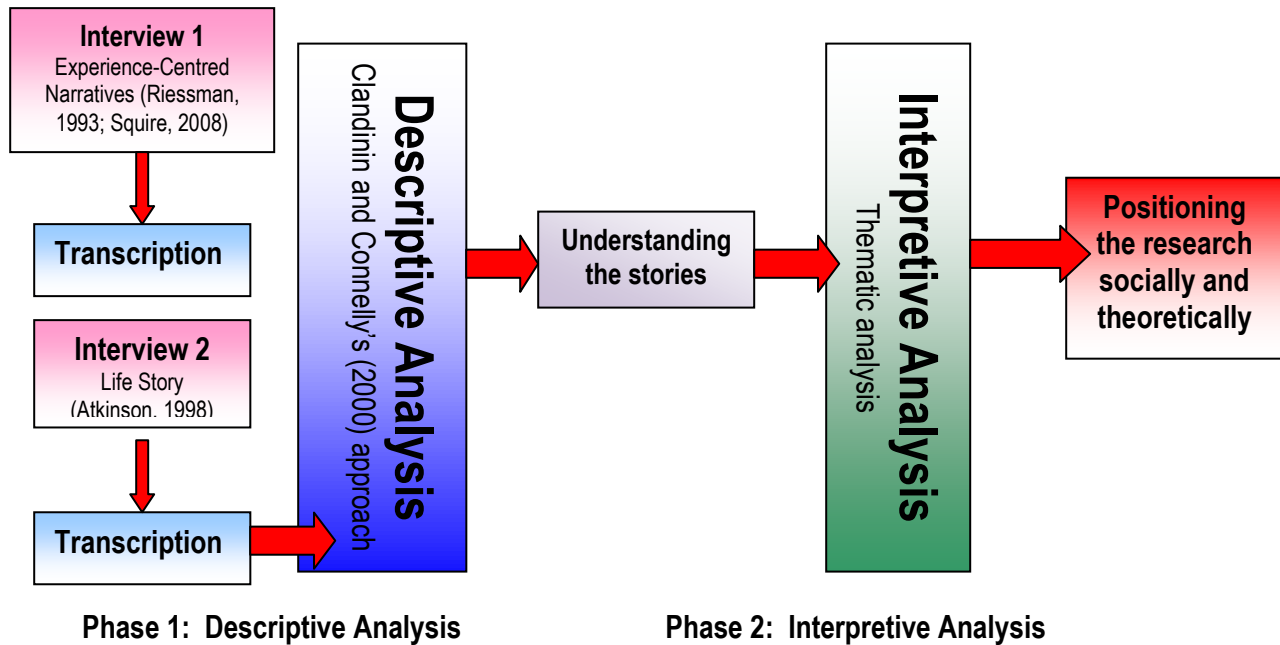 Interview 1
Experience-Centred
Narratives (Riessman,
1993; Squire, 2008)
Transcription
Interview 2
Life Story
(Atkinson, 1998)
Transcription
Descriptive Analysis
Clandinin and Connelly's (2000) approach
Understanding
the stories
Interpretive Analysis
Thematic analysis
Positioning
the research
socially and
theoretically
Phase 1:  Descriptive Analysis
Phase 2:  Interpretive Analysis